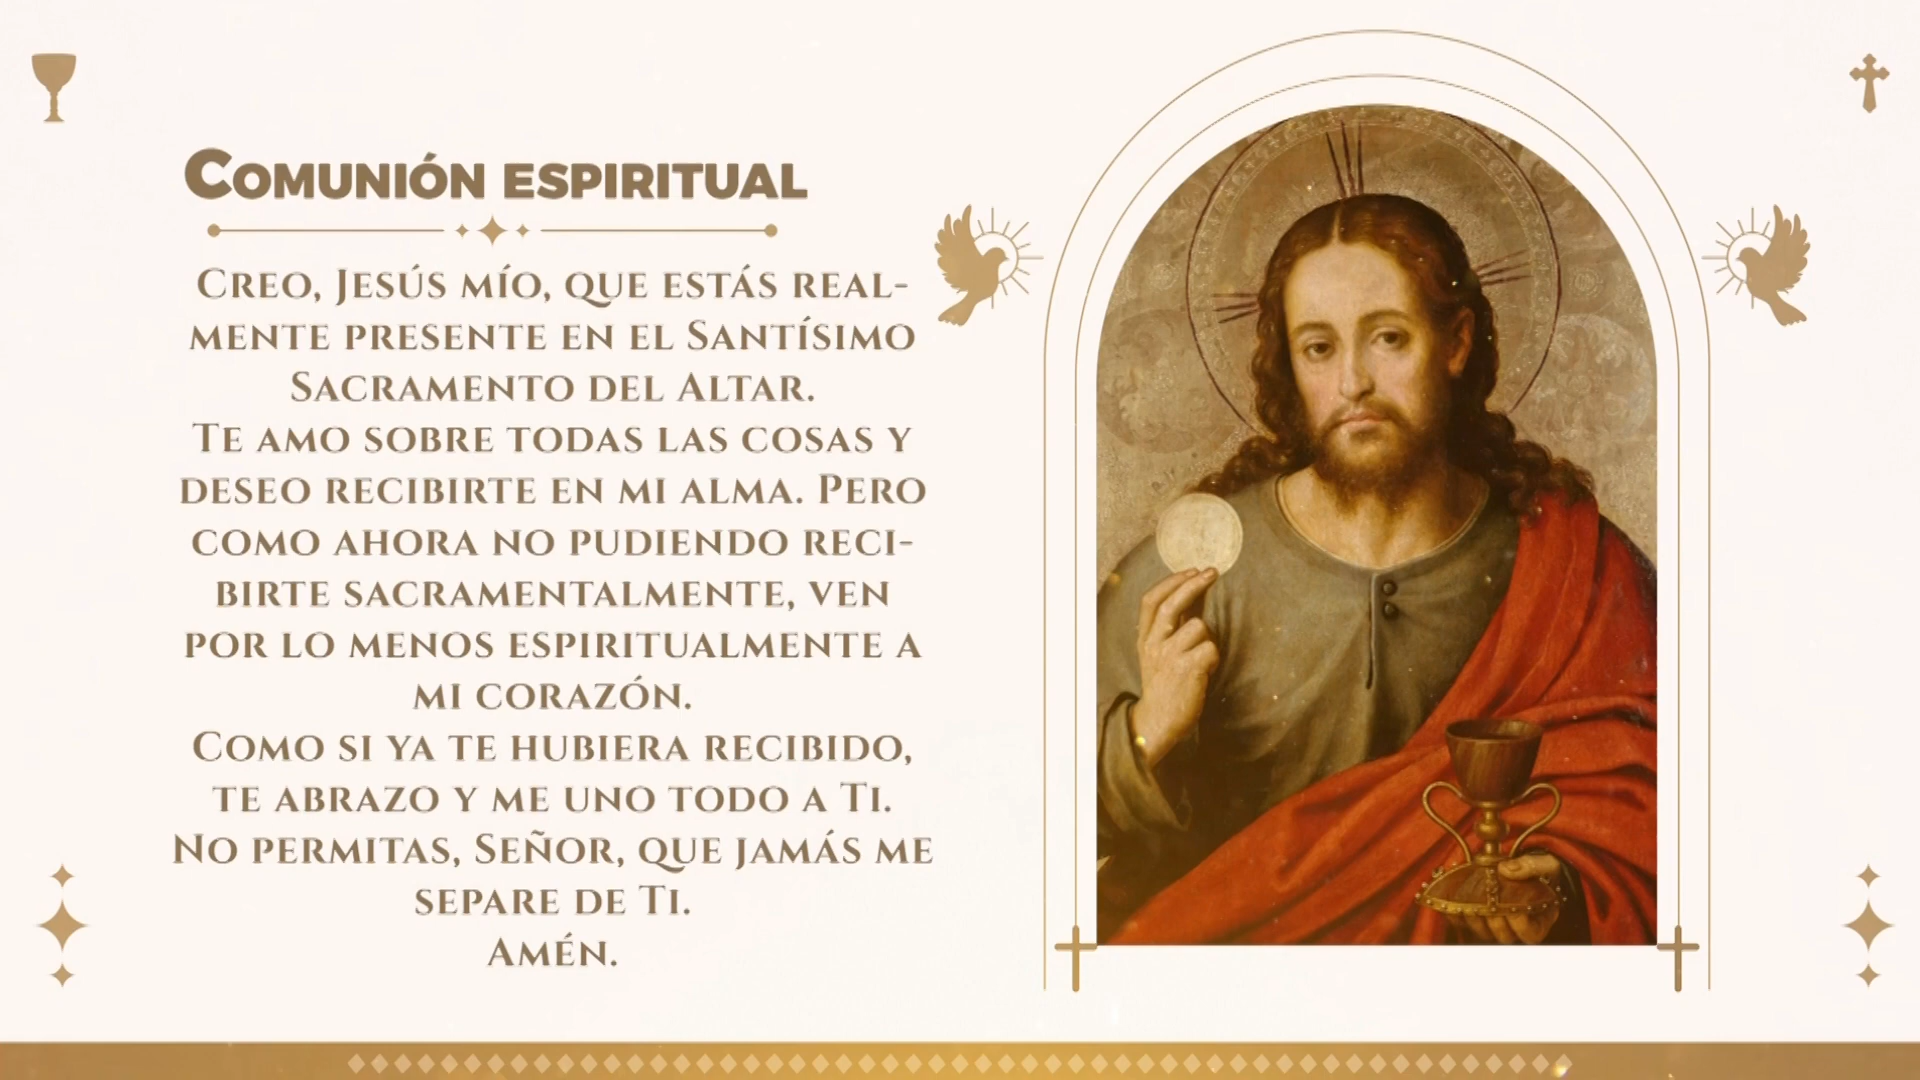 Comunión espiritual
Creo, Jesús mío, que estás real-
mente presente en el Santísimo
Sacramento del Altar.
Te amo sobre todas las cosas y
deseo recibirte en mi alma. Pero
como ahora no pudiendo reci-
birte sacramentalmente, ven
por lo menos espiritualmente a
mi corazón.
Como si ya te hubiera recibido,
te abrazo y me uno todo a Ti.
No permitas, Señor, que jamás me
separe de Ti.
Amén.